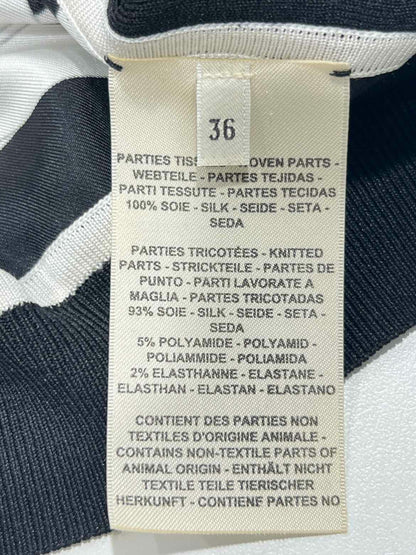 36
PARTIES TISS OVEN PARTS -
WEBTEILE - PARTES TEJIDAS -
PARTI TESSUTE - PARTES TECIDAS
100% SOIE - SILK - SEIDE - SETA -
SEDA
PARTIES TRICOTÉES - KNITTED
PARTS - STRICKTEILE - PARTES DE
PUNTO - PARTI LAVORATE A
MAGLIA - PARTES TRICOTADAS
93% SOIE - SILK - SEIDE - SETA -
SEDA
5% POLYAMIDE - POLYAMID -
POLIAMMIDE - POLIAMIDA
2% ELASTHANNE - ELASTANE -
ELASTHAN - ELASTAN - ELASTANO
CONTIENT DES PARTIES NON
TEXTILES D'ORIGINE ANIMALE -
CONTAINS NON-TEXTILE PARTS OF
ANIMAL ORIGIN - ENTHÄLT NICHT
TEXTILE TEILE TIERISCHER
HERKUNFT - CONTIENE PARTES NO